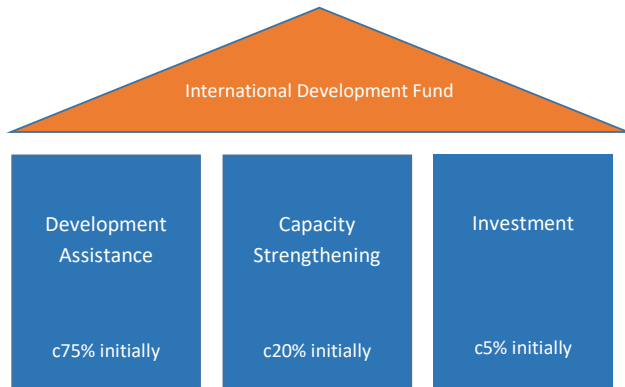 International Development Fund
Development
Assistance
c75% initially
Capacity
Strengthening
c20% initially
Investment
c5% initially